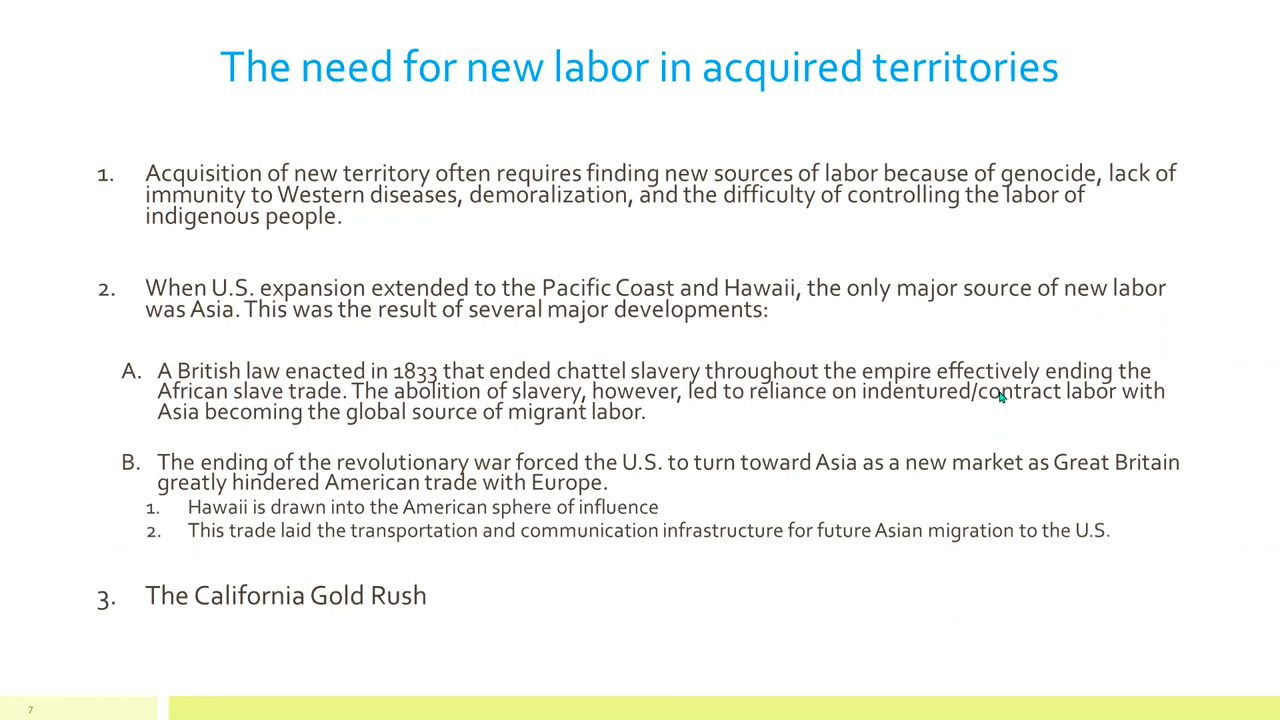 The need for new labor in acquired territories
1. Acquisition of new territory often requires finding new sources of labor because of genocide, lack of
immunity to Western diseases, demoralization, and the difficulty of controlling the labor of
indigenous people.
2. When U.S. expansion extended to the Pacific Coast and Hawaii, the only major source of new labor
was Asia. This was the result of several major developments:
A. A British law enacted in 1833 that ended chattel slavery throughout the empire effectively ending the
African slave trade. The abolition of slavery, however, led to reliance on indentured/contract labor with
Asia becoming the global source of migrant labor.
B. The ending of the revolutionary war forced the U.S. to turn toward Asia as a new market as Great Britain
greatly hindered American trade with Europe.
1. Hawaii is drawn into the American sphere of influence
2. This trade laid the transportation and communication infrastructure for future Asian migration to the U.S.
3. The California Gold Rush
7